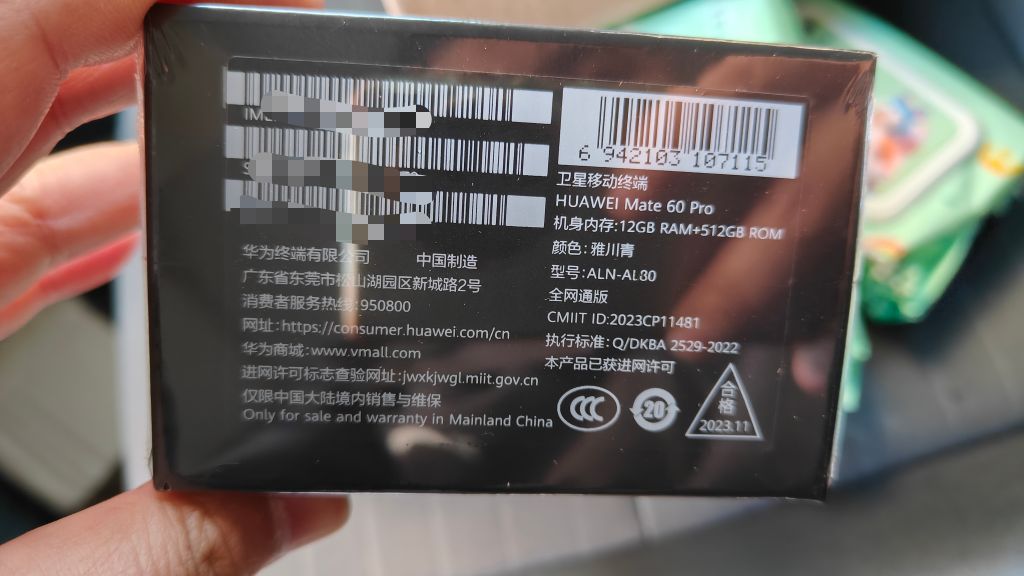 IME
S
华为终端有限公司 中国制造
广东省东莞市松山湖园区新城路2号
消费者服务热线:950800
网址:https://consumer.huawei.com/cn
华为商城:www.vmall.com
进网许可标志查验网址:jwxkjwgl.miit.gov.cn
仅限中国大陆境内销售与维保
Only for sale and warranty in Mainland China
6 942103 107115
卫星移动终端
HUAWEI Mate 60 Pro
机身内存:12GB RAM+512GB ROM
颜色:雅川青
型号:ALN-AL80
全网通版
CMIIT ID:2023CP11481
执行标准:Q/DKBA 2529-2022
本产品已获进网许可
CCC
20
合格
2023.11